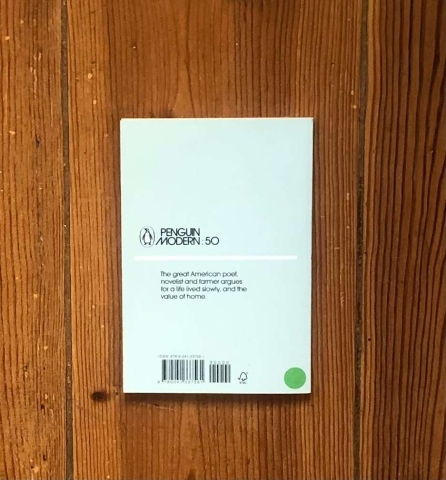 PENGUIN
MODERN : 50
The great American poet,
novelist and farmer argues
for a life lived slowly, and the
value of home.
90000